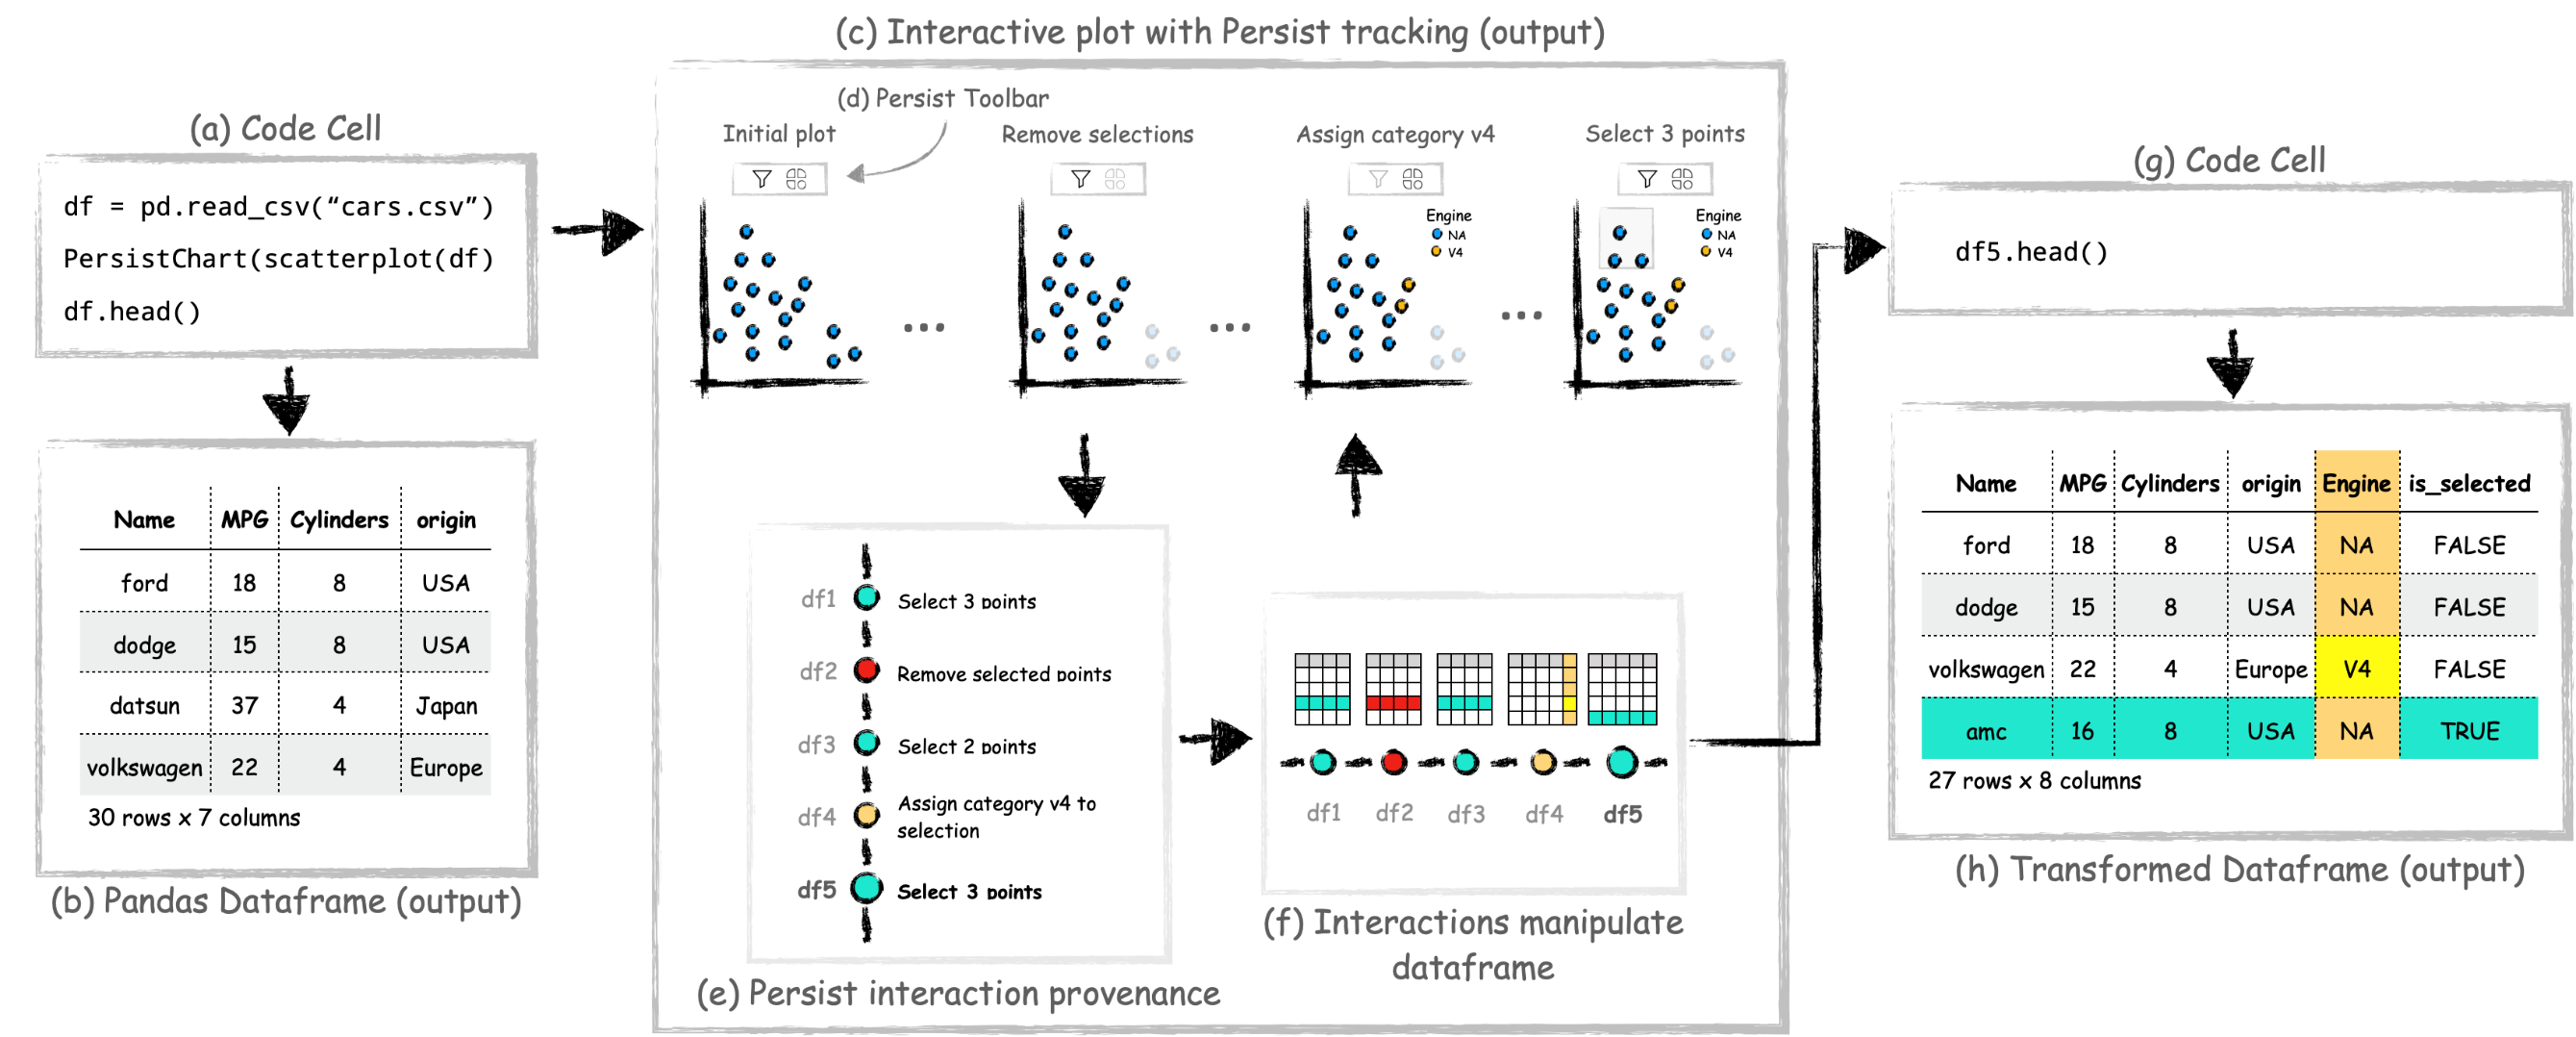 (c) Interactive plot with Persist tracking (output)
(a) Code Cell
df = pd.read_csv(“cars.csv”)
PersistChart(scatterplot(df)
df.head()
Name MPG Cylinders origin
ford 18 8 USA
dodge 15 8 USA
datsun 37 4 Japan
volkswagen 22 4 Europe
30 rows x 7 columns
(b) Pandas Dataframe (output)
(d) Persist Toolbar
Initial plot
Remove selections
...
Assign category v4
Engine
NA
V4
...
Select 3 points
Engine
NA
V4
...
df1 Select 3 points
df2 Remove selected points
df3 Select 2 points
df4 Assign category v4 to
selection
df5 Select 3 points
(e) Persist interaction provenance
df1 df2 df3 df4 df5
(f) Interactions manipulate
dataframe
(g) Code Cell
df5.head()
Name MPG Cylinders origin Engine is_selected
ford 18 8 USA NA FALSE
dodge 15 8 USA NA FALSE
volkswagen 22 4 Europe V4 FALSE
amc 16 8 USA NA TRUE
27 rows x 8 columns
(h) Transformed Dataframe (output)